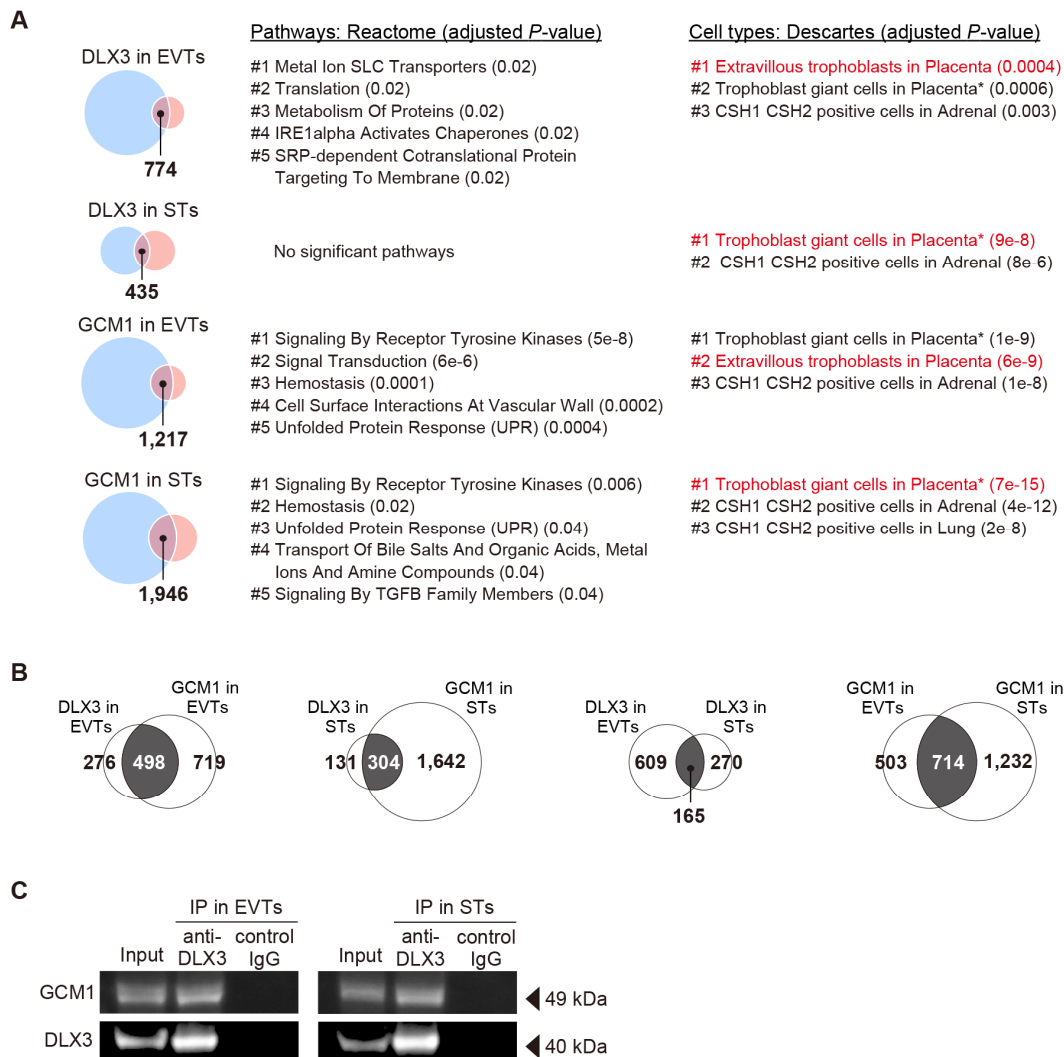 A
Pathways: Reactome (adjusted P-value)
Cell types: Descartes (adjusted P-value)
DLX3 in EVTs
774
#1 Metal Ion SLC Transporters (0.02)
#2 Translation (0.02)
#3 Metabolism Of Proteins (0.02)
#4 IRE1alpha Activates Chaperones (0.02)
#5 SRP-dependent Cotranslational Protein
Targeting To Membrane (0.02)
#1 Extravillous trophoblasts in Placenta (0.0004)
#2 Trophoblast giant cells in Placenta* (0.0006)
#3 CSH1 CSH2 positive cells in Adrenal (0.003)
DLX3 in STs
435
No significant pathways
#1 Trophoblast giant cells in Placenta* (9e-8)
#2 CSH1 CSH2 positive cells in Adrenal (8e-6)
GCM1 in EVTs
1,217
#1 Signaling By Receptor Tyrosine Kinases (5e-8)
#2 Signal Transduction (6e-6)
#3 Hemostasis (0.0001)
#4 Cell Surface Interactions At Vascular Wall (0.0002)
#5 Unfolded Protein Response (UPR) (0.0004)
#1 Trophoblast giant cells in Placenta* (1e-9)
#2 Extravillous trophoblasts in Placenta (6e-9)
#3 CSH1 CSH2 positive cells in Adrenal (1e-8)
GCM1 in STs
1,946
#1 Signaling By Receptor Tyrosine Kinases (0.006)
#2 Hemostasis (0.02)
#3 Unfolded Protein Response (UPR) (0.04)
#4 Transport Of Bile Salts And Organic Acids, Metal
Ions And Amine Compounds (0.04)
#5 Signaling By TGFB Family Members (0.04)
#1 Trophoblast giant cells in Placenta* (7e-15)
#2 CSH1 CSH2 positive cells in Adrenal (4e-12)
#3 CSH1 CSH2 positive cells in Lung (2e-8)
B
DLX3 in
EVTs
GCM1 in
EVTs
276
498
719
DLX3 in
STs
GCM1 in
STs
131
304
1,642
DLX3 in
EVTs
DLX3 in
STs
609
270
165
GCM1 in
EVTs
GCM1 in
STs
503
714
1,232
C
IP in EVTs
IP in STs
Input
anti-
DLX3
control
IgG
Input
anti-
DLX3
control
IgG
GCM1
49 kDa
DLX3
40 kDa